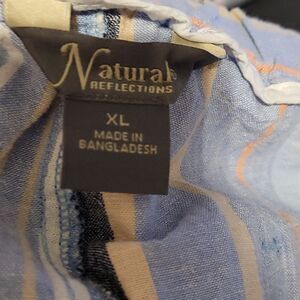 Natural
REFLECTIONS
XL
MADE IN
BANGLADESH